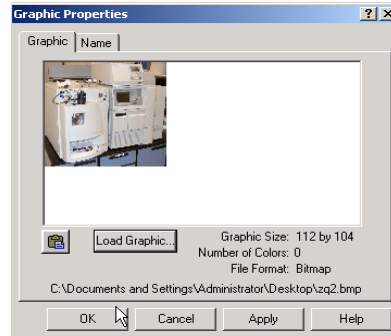 Graphic Properties
Graphic Name
Load Graphic...
Graphic Size: 112 by 104
Number of Colors: 0
File Format: Bitmap
C:\Documents and Settings\Administrator\Desktop\zq2.bmp
OK Cancel Apply Help